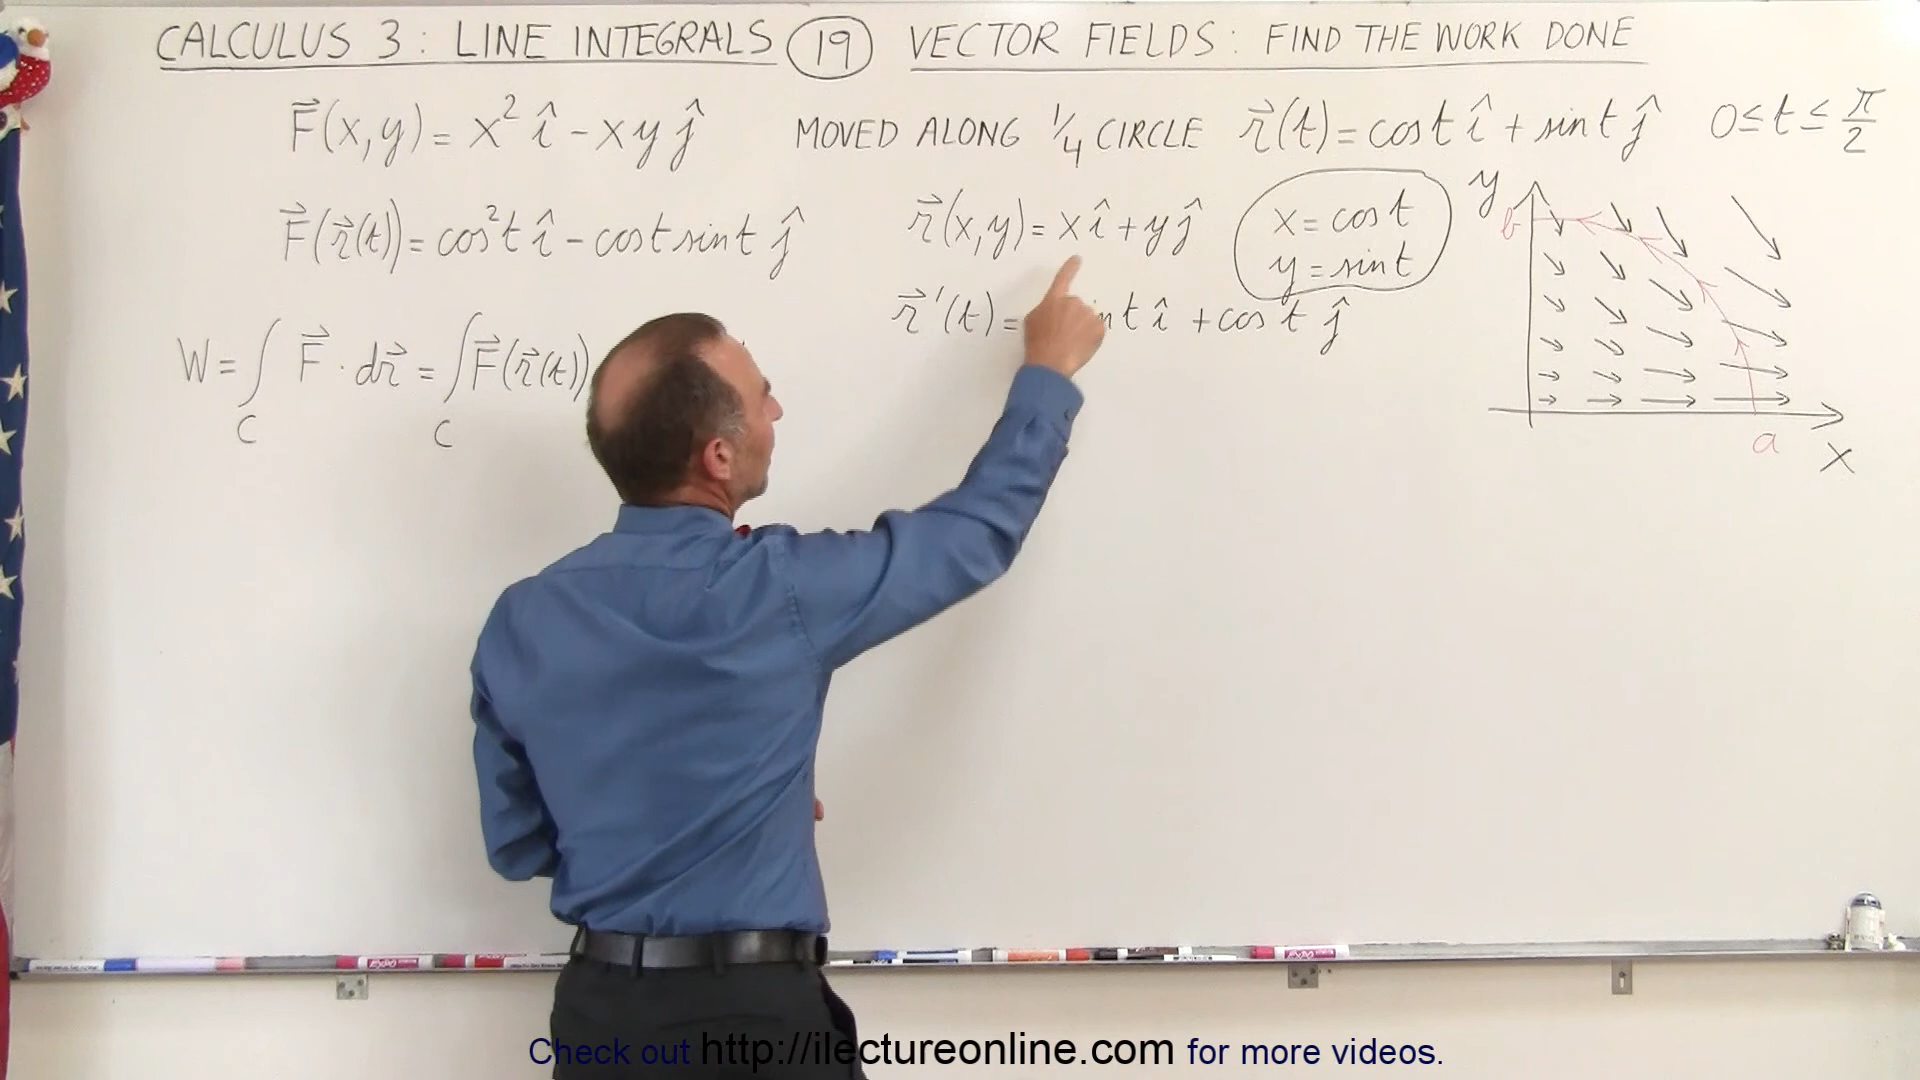 CALCULUS 3: LINE INTEGRALS 19 VECTOR FIELDS: FIND THE WORK DONE
F⃗(x,y) = x² î - xy ĵ MOVED ALONG ¼ CIRCLE r⃗(t) = cos t î + sin t ĵ 0 ≤ t ≤ π/2
F⃗(r⃗(t)) = cos²t î - cos t sin t ĵ r⃗(x,y) = x î + y ĵ
x = cos t
y = sin t
r⃗'(t) = n t î + cos t ĵ
W = ∫ F⃗ · dr⃗ = ∫ F⃗(r⃗(t))
C C
y
b
a
x
Check out http://ilectureonline.com for more videos.